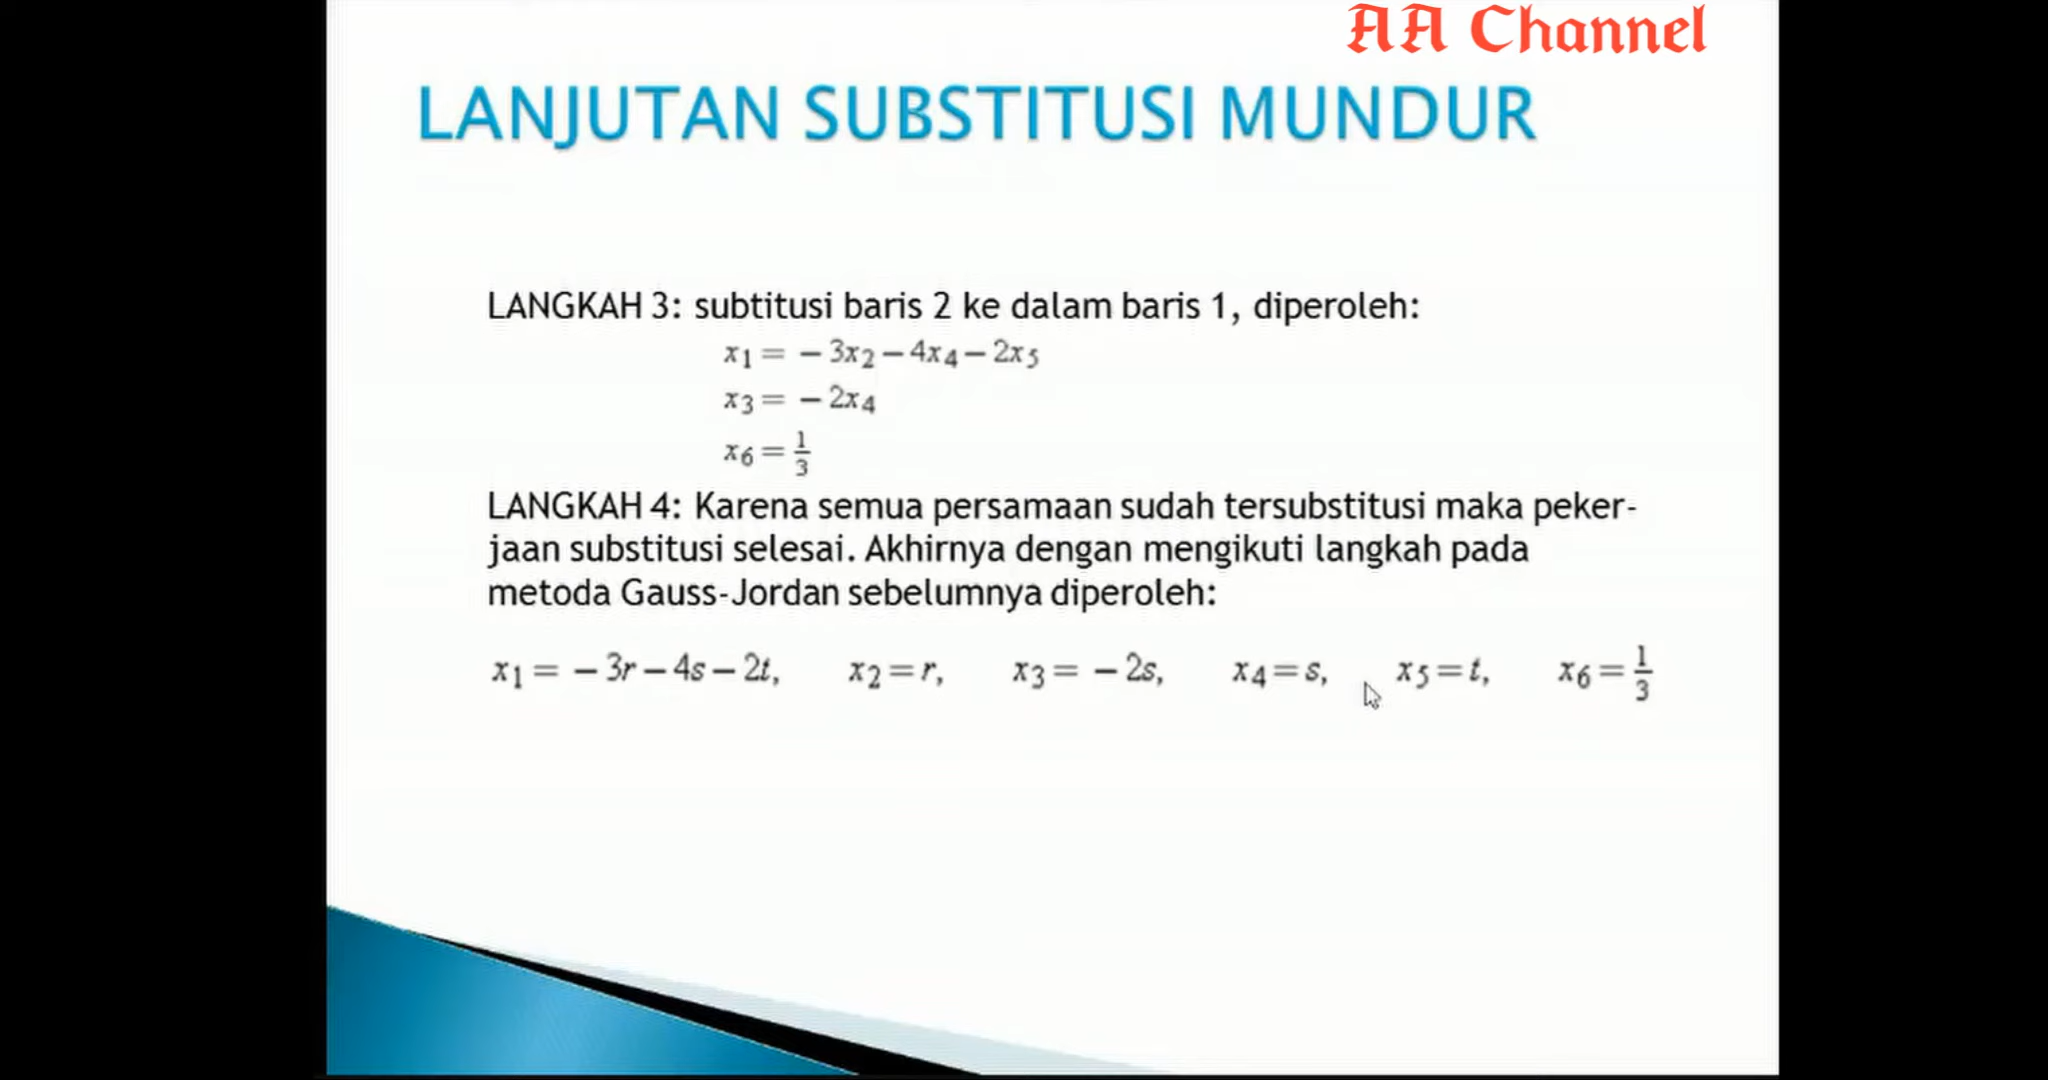 AA Channel
LANJUTAN SUBSTITUSI MUNDUR
LANGKAH 3: subtitusi baris 2 ke dalam baris 1, diperoleh:
x₁ = − 3x₂ − 4x₄ − 2x₅
x₃ = − 2x₄
x₆ = 1/3
LANGKAH 4: Karena semua persamaan sudah tersubstitusi maka peker-
jaan substitusi selesai. Akhirnya dengan mengikuti langkah pada
metoda Gauss-Jordan sebelumnya diperoleh:
x₁ = − 3r − 4s − 2t, x₂ = r, x₃ = − 2s, x₄ = s, x₅ = t, x₆ = 1/3